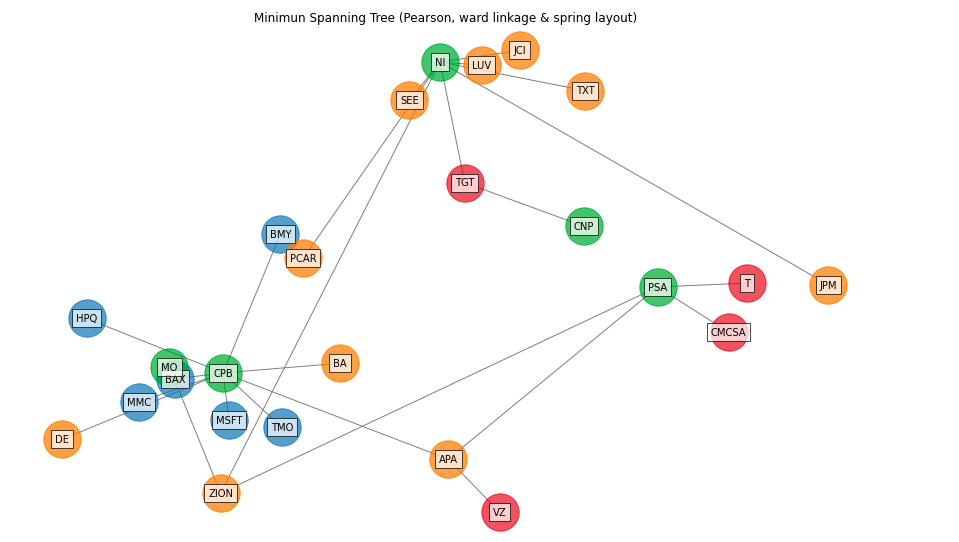 Minimun Spanning Tree (Pearson, ward linkage & spring layout)
JCI
NI
LUV
TXT
SEE
TGT
CNP
BMY
PCAR
T
JPM
PSA
HPQ
CMCSA
BA
MO
CPB
BAX
MMC
MSFT
TMO
DE
APA
ZION
VZ